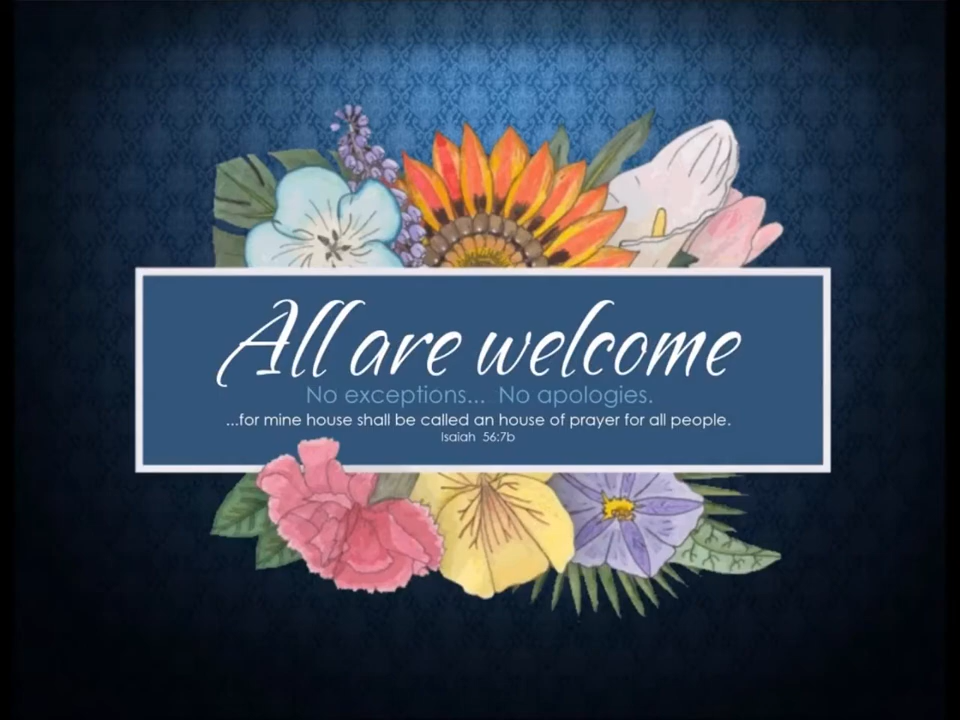 All are welcome
No exceptions... No apologies.
...for mine house shall be called an house of prayer for all people.
Isaiah 56:7b